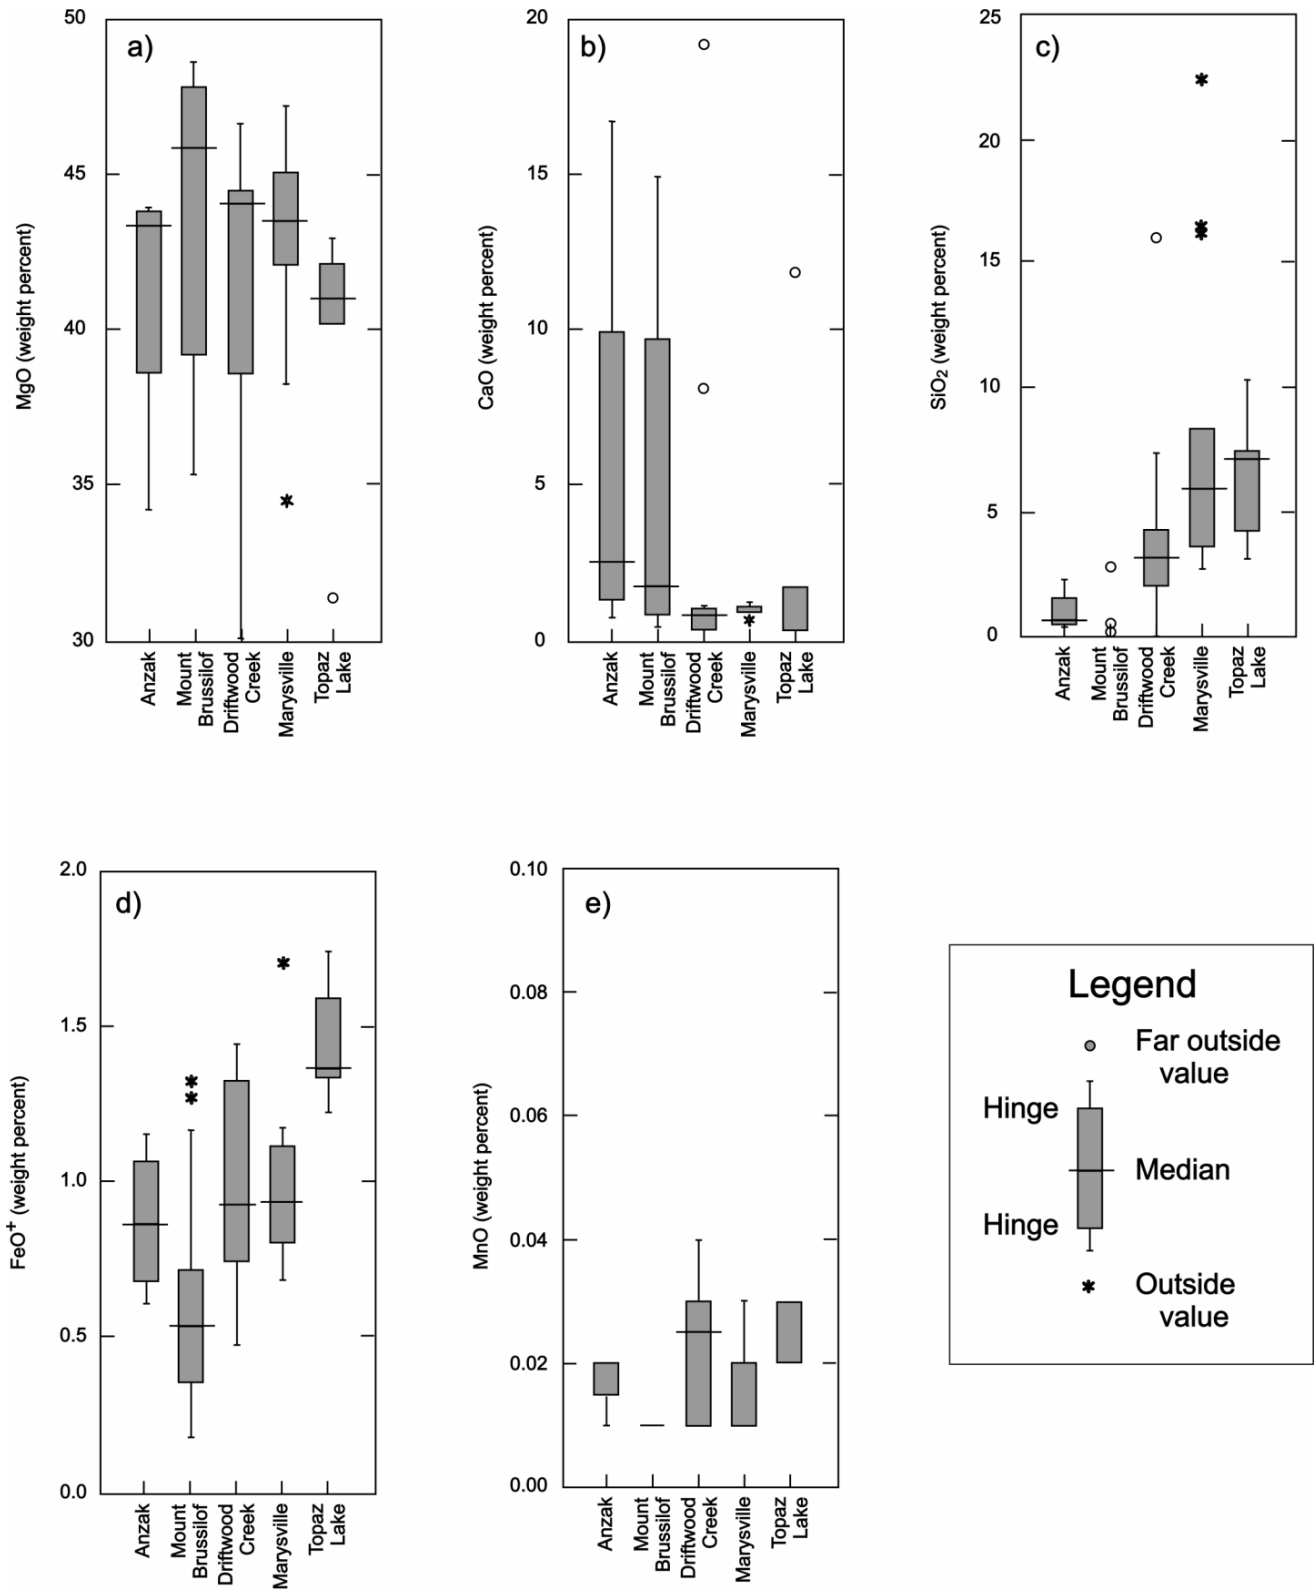 a)
MgO (weight percent)
50
45
40
35
30
Anzak
Mount
Brussilof
Driftwood
Creek
Marysville
Topaz
Lake
b)
CaO (weight percent)
20
15
10
5
0
Anzak
Mount
Brussilof
Driftwood
Creek
Marysville
Topaz
Lake
c)
SiO2 (weight percent)
25
20
15
10
5
0
Anzak
Mount
Brussilof
Driftwood
Creek
Marysville
Topaz
Lake
d)
FeO+ (weight percent)
2.0
1.5
1.0
0.5
0.0
Anzak
Mount
Brussilof
Driftwood
Creek
Marysville
Topaz
Lake
e)
MnO (weight percent)
0.10
0.08
0.06
0.04
0.02
0.00
Anzak
Mount
Brussilof
Driftwood
Creek
Marysville
Topaz
Lake
Legend
Far outside
value
Hinge
Median
Hinge
Outside
value